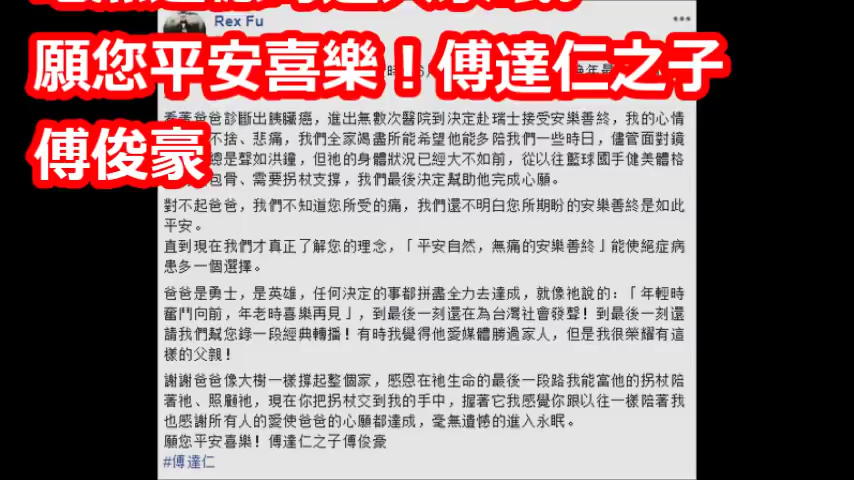 Rex Fu
願您平安喜樂！傅達仁之子
傅俊豪
看著爸爸診斷出胰臟癌，進出無數次醫院到決定赴瑞士接受安樂善終，我的心情
不捨、悲痛，我們全家竭盡所能希望他能多陪我們一些時日，儘管面對鏡
總是聲如洪鐘，但祂的身體狀況已經大不如前，從以往籃球國手健美體格
包骨、需要拐杖支撐，我們最後決定幫助他完成心願。
對不起爸爸，我們不知道您所受的痛，我們還不明白您所期盼的安樂善終是如此
平安。
直到現在我們才真正了解您的理念，「平安自然，無痛的安樂善終」能使絕症病
患多一個選擇。
爸爸是勇士，是英雄，任何決定的事都拼盡全力去達成，就像祂說的：「年輕時
奮鬥向前，年老時喜樂再見」，到最後一刻還在為台灣社會發聲！到最後一刻還
請我們幫您錄一段經典轉播！有時我覺得他愛媒體勝過家人，但是我很榮耀有這
樣的父親！
謝謝爸爸像大樹一樣撐起整個家，感恩在祂生命的最後一段路我能當他的拐杖陪
著祂、照顧祂，現在你把拐杖交到我的手中，握著它我感覺你跟以往一樣陪著我
也感謝所有人的愛使爸爸的心願都達成，毫無遺憾的進入永眠。
願您平安喜樂！傅達仁之子傅俊豪
#傅達仁